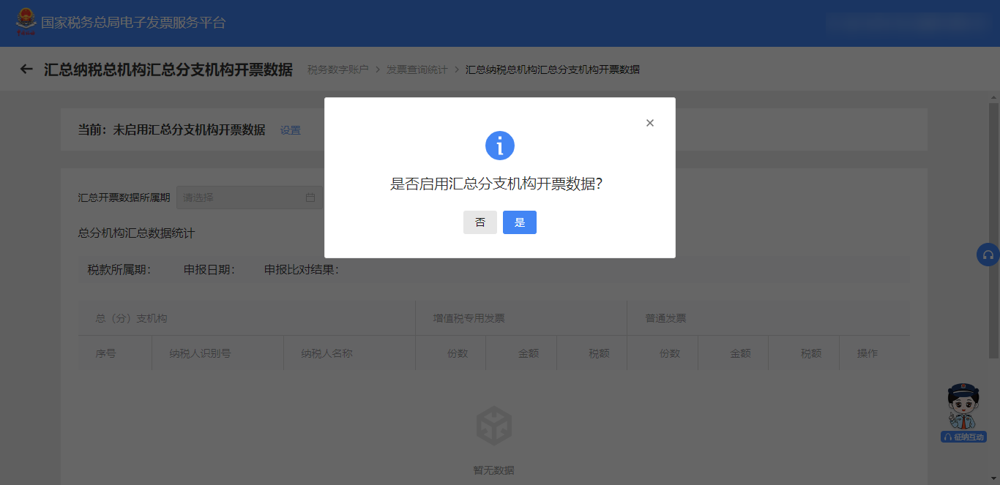 国家税务总局电子发票服务平台
汇总纳税总机构汇总分支机构开票数据 税务数字账户 > 发票查询统计 > 汇总纳税总机构汇总分支机构开票数据
当前：未启用汇总分支机构开票数据 设置
是否启用汇总分支机构开票数据？
否 是
汇总开票数据所属期 请选择
总分机构汇总数据统计
税款所属期： 申报日期： 申报比对结果：
总（分）支机构 增值税专用发票 普通发票
序号 纳税人识别号 纳税人名称 份数 金额 税额 份数 金额 税额 操作
暂无数据
征纳互动